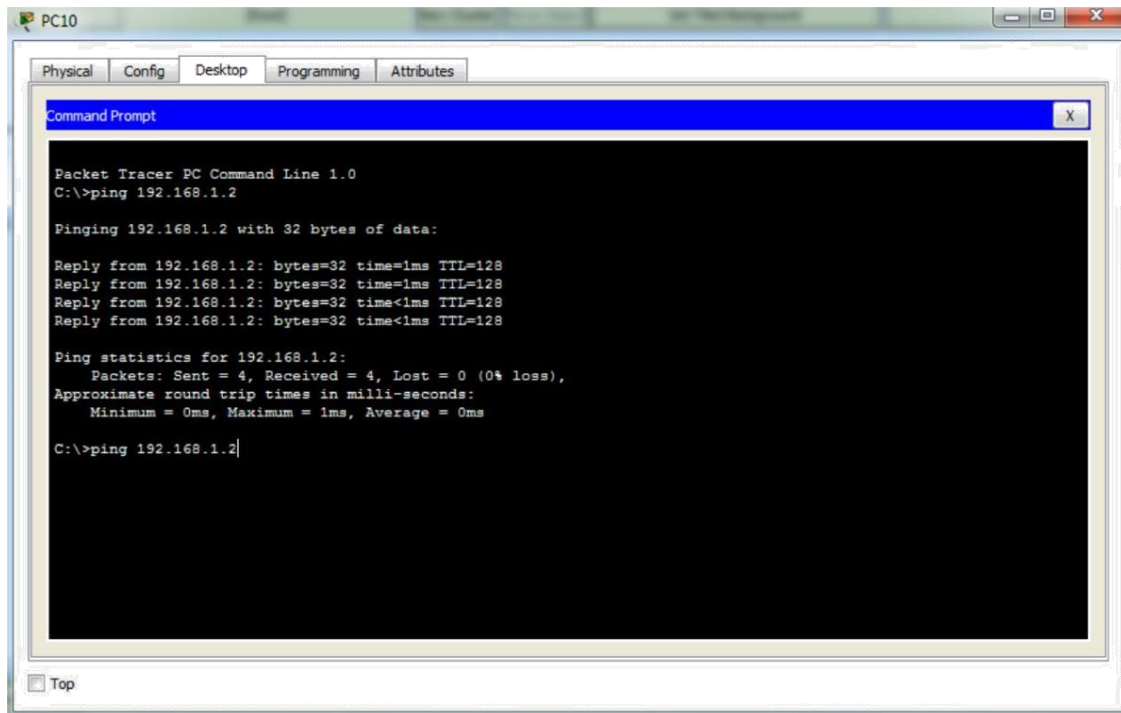 PC10
Physical Config Desktop Programming Attributes
Command Prompt
X
Packet Tracer PC Command Line 1.0
C:\>ping 192.168.1.2
Pinging 192.168.1.2 with 32 bytes of data:
Reply from 192.168.1.2: bytes=32 time=1ms TTL=128
Reply from 192.168.1.2: bytes=32 time=1ms TTL=128
Reply from 192.168.1.2: bytes=32 time<1ms TTL=128
Reply from 192.168.1.2: bytes=32 time<1ms TTL=128
Ping statistics for 192.168.1.2:
Packets: Sent = 4, Received = 4, Lost = 0 (0% loss),
Approximate round trip times in milli-seconds:
Minimum = 0ms, Maximum = 1ms, Average = 0ms
C:\>ping 192.168.1.2
Top